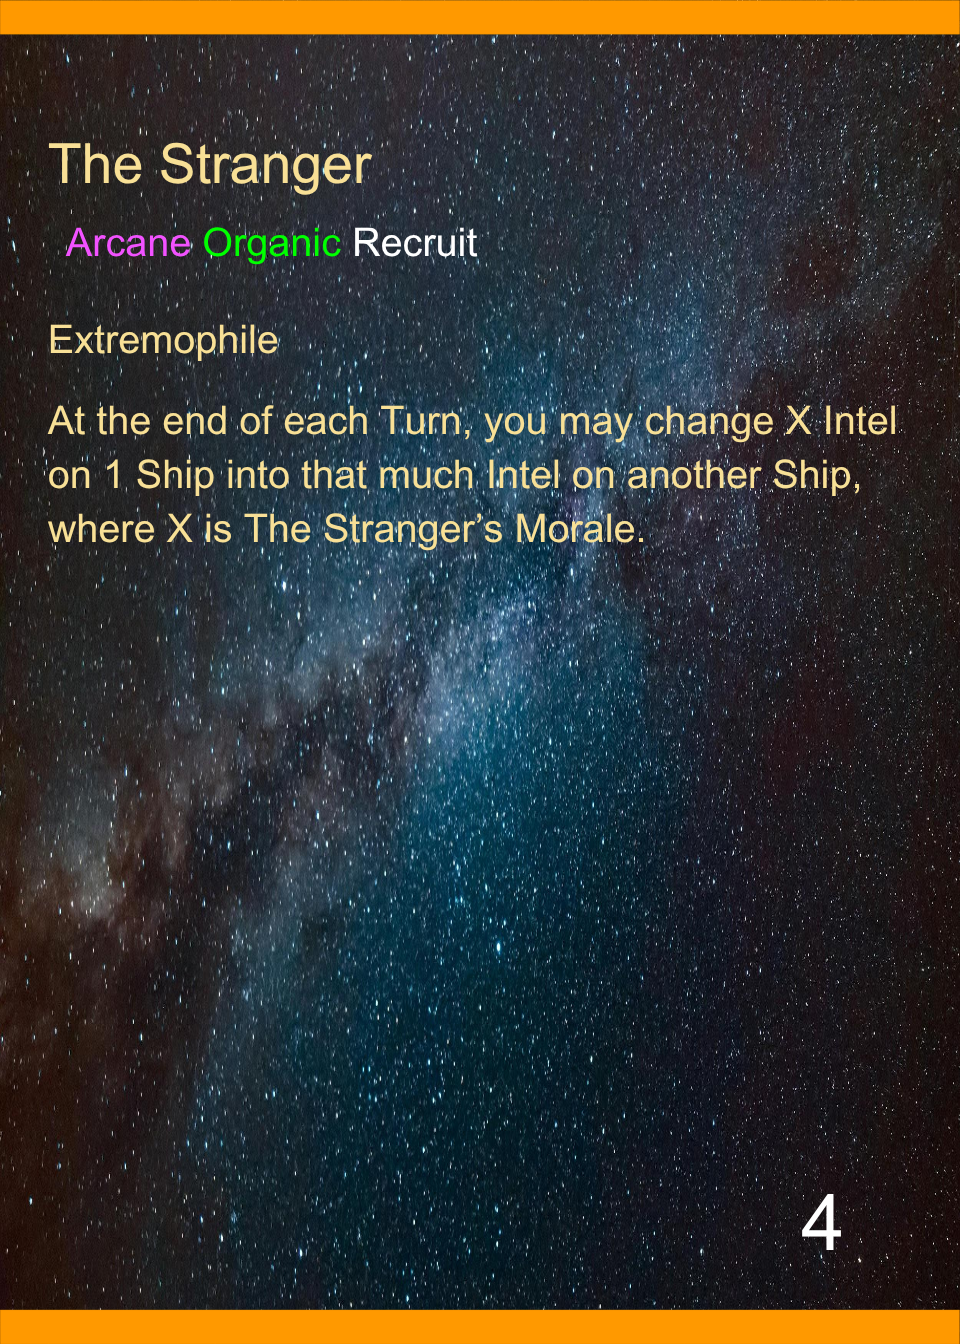 The Stranger
Arcane Organic Recruit
Extremophile
At the end of each Turn, you may change X Intel
on 1 Ship into that much Intel on another Ship,
where X is The Stranger’s Morale.
4